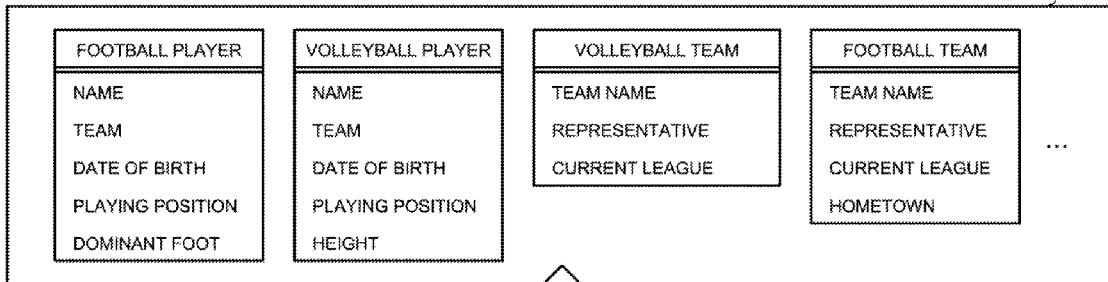 FOOTBALL PLAYER
NAME
TEAM
DATE OF BIRTH
PLAYING POSITION
DOMINANT FOOT
VOLLEYBALL PLAYER
NAME
TEAM
DATE OF BIRTH
PLAYING POSITION
HEIGHT
VOLLEYBALL TEAM
TEAM NAME
REPRESENTATIVE
CURRENT LEAGUE
FOOTBALL TEAM
TEAM NAME
REPRESENTATIVE
CURRENT LEAGUE
HOMETOWN
...